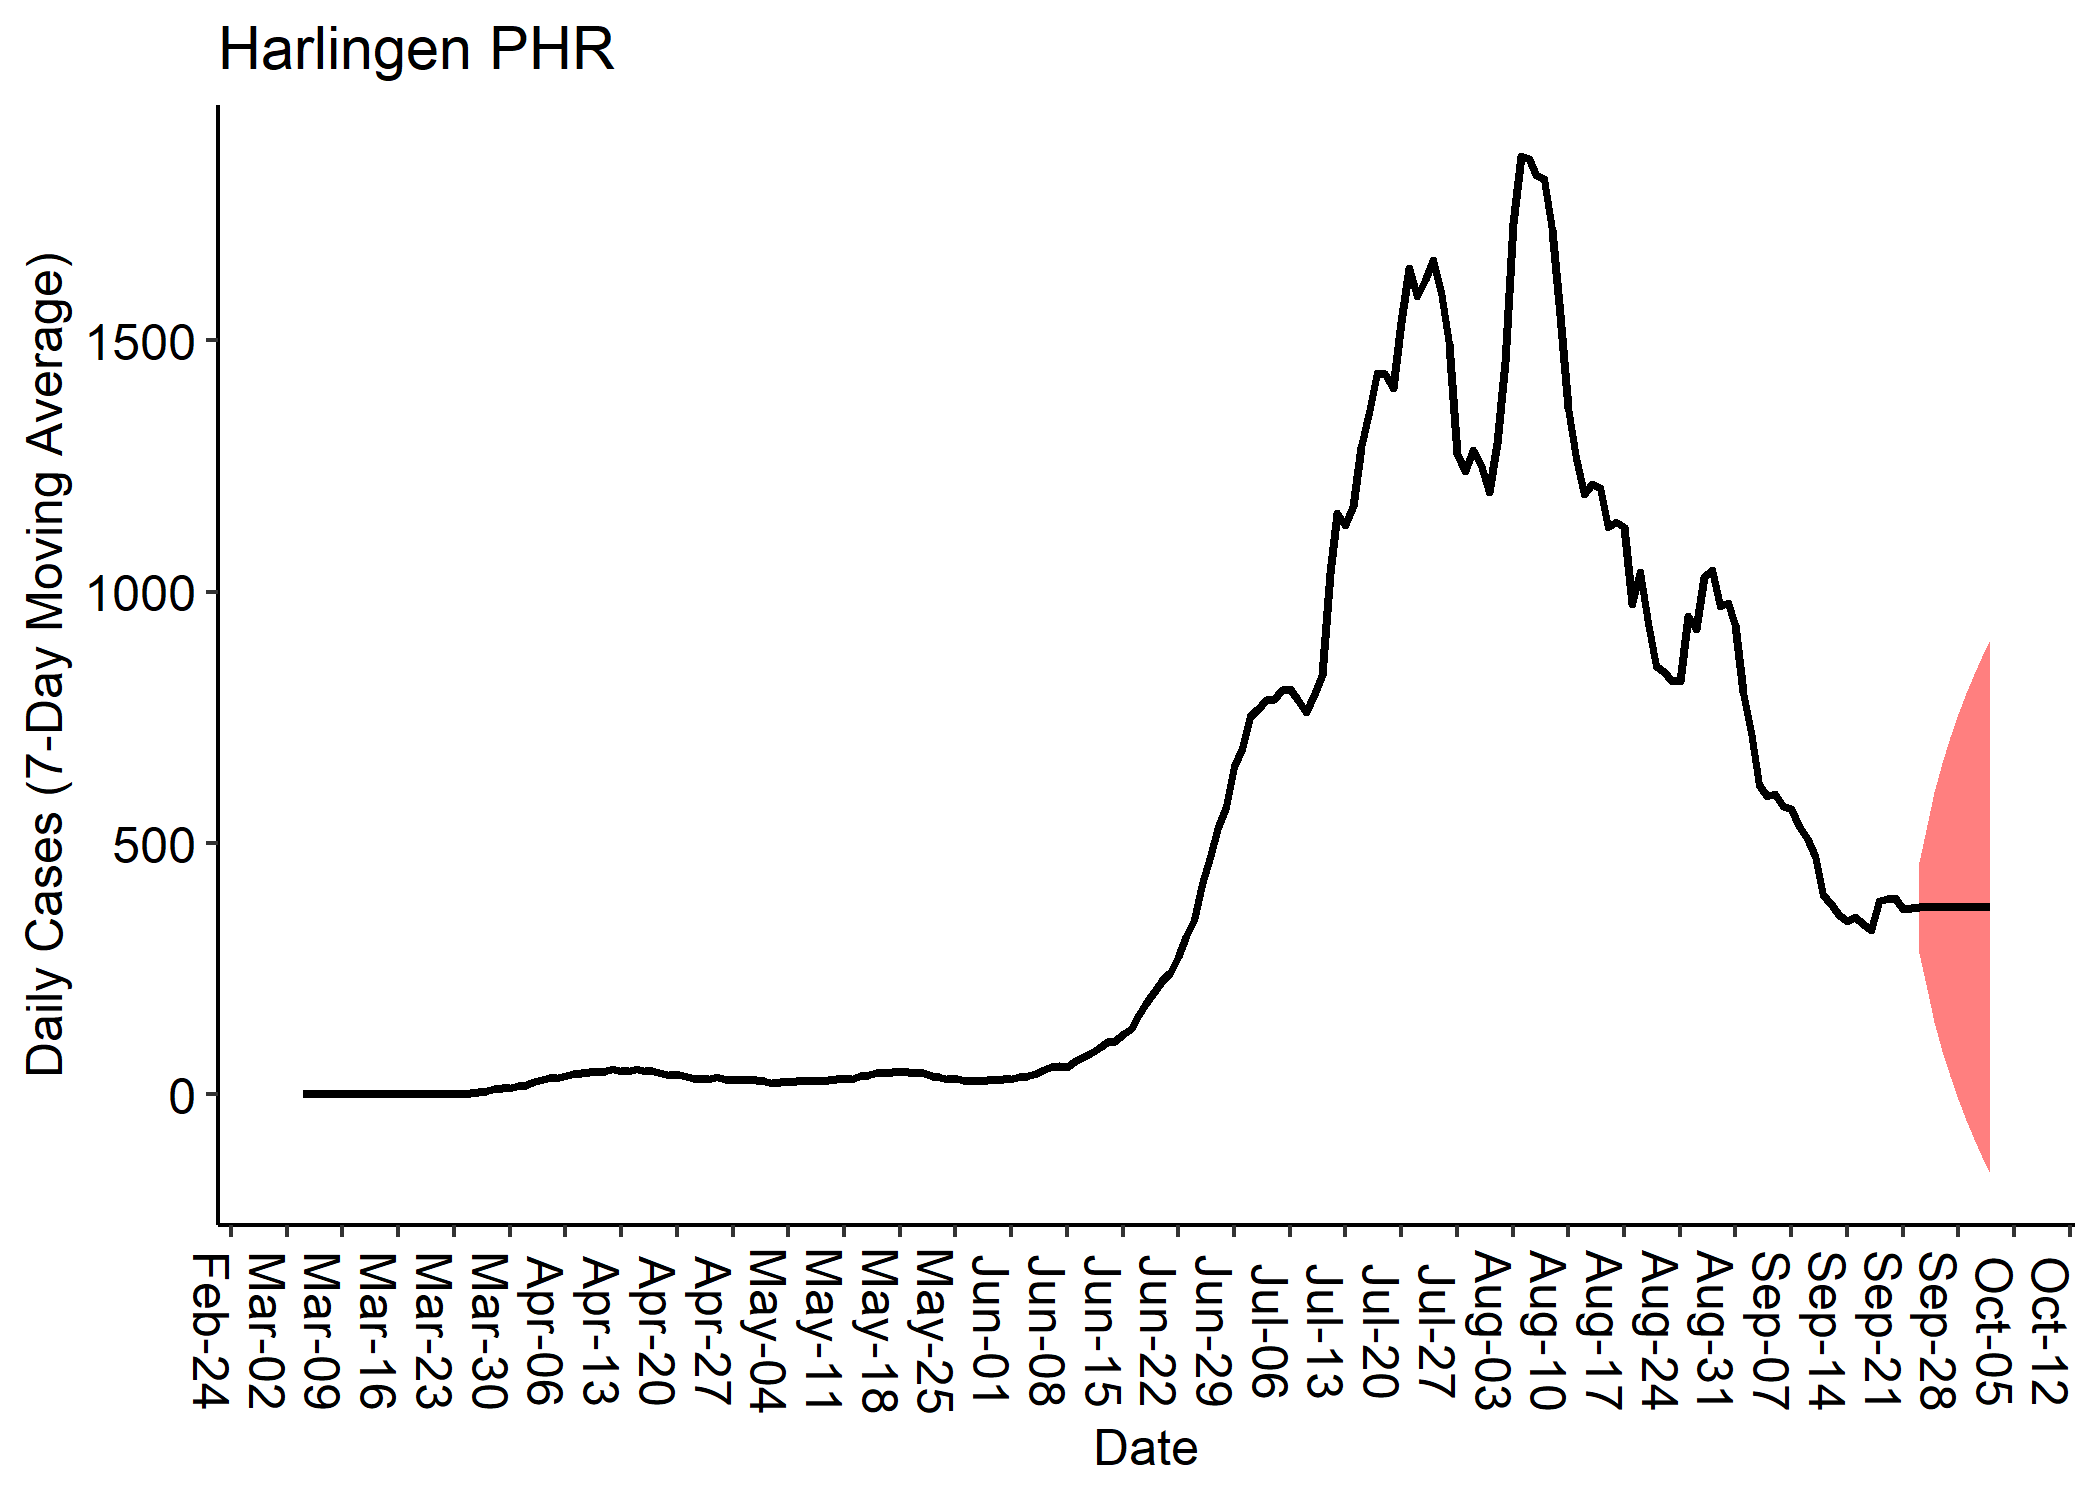 Harlingen PHR
Daily Cases (7-Day Moving Average)
1500
1000
500
0
Feb-24
Mar-02
Mar-09
Mar-16
Mar-23
Mar-30
Apr-06
Apr-13
Apr-20
Apr-27
May-04
May-11
May-18
May-25
Jun-01
Jun-08
Jun-15
Jun-22
Jun-29
Jul-06
Jul-13
Jul-20
Jul-27
Aug-03
Aug-10
Aug-17
Aug-24
Aug-31
Sep-07
Sep-14
Sep-21
Sep-28
Oct-05
Oct-12
Date